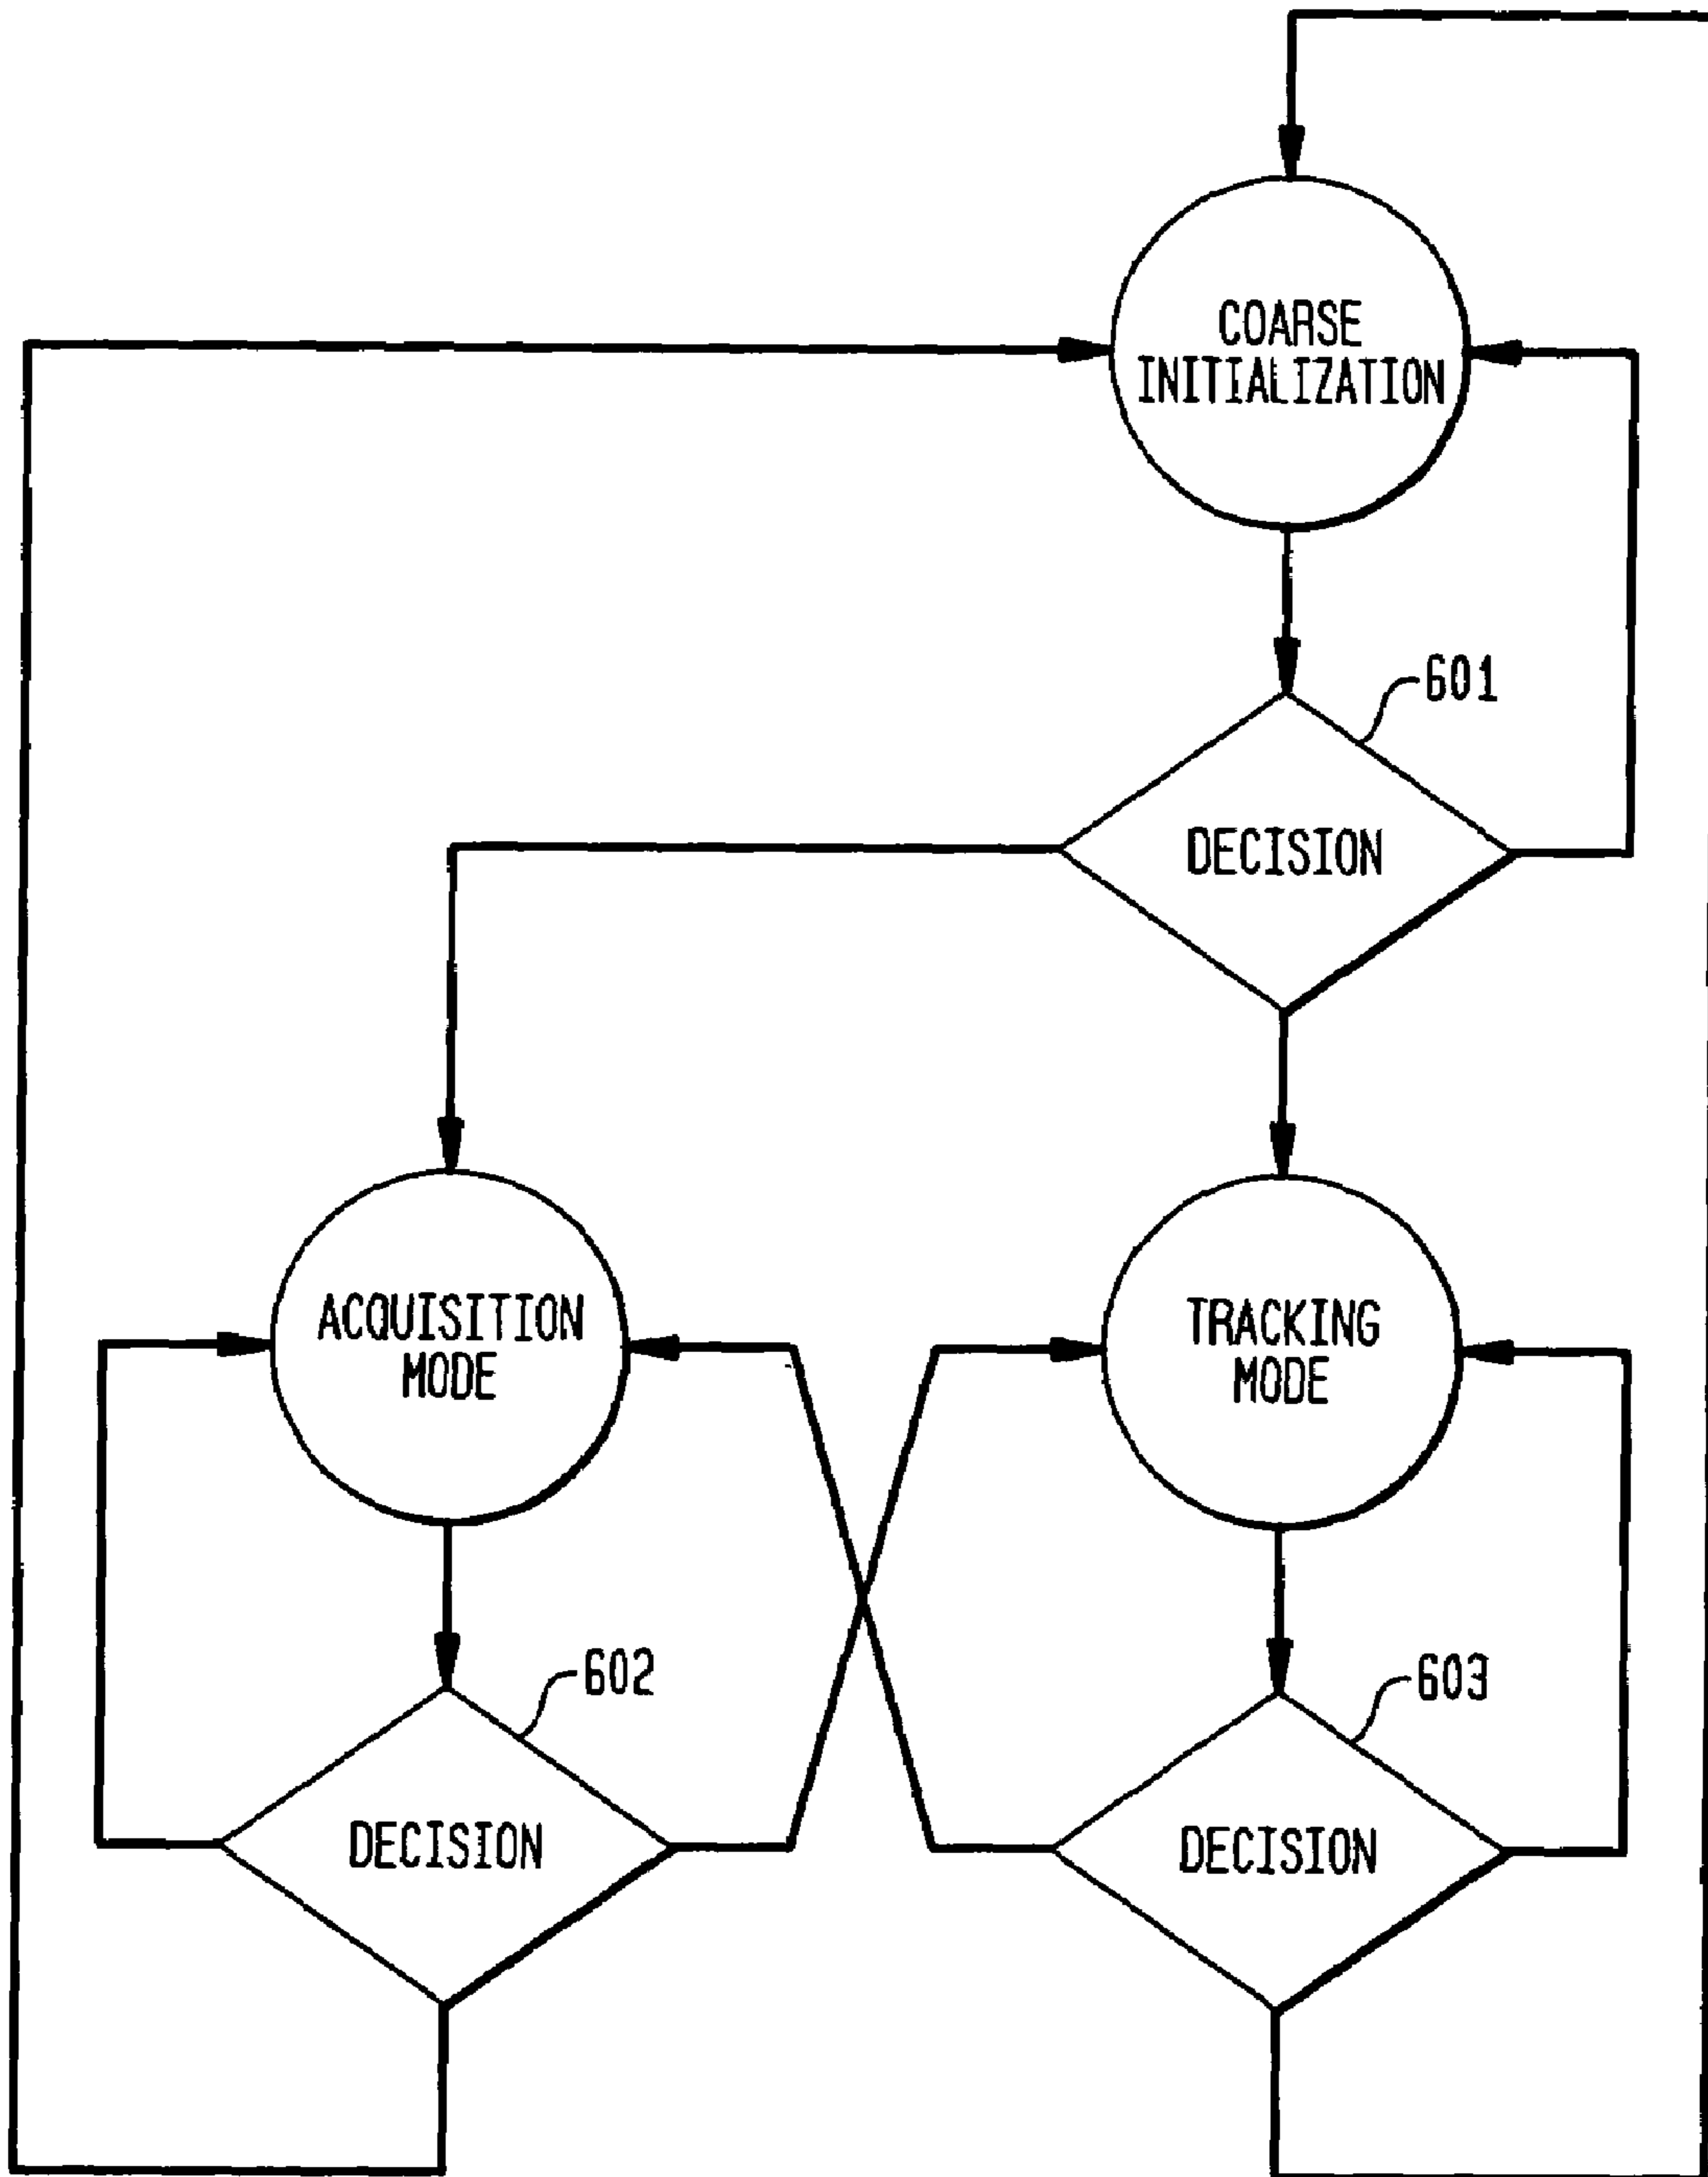 COARSE
INITIALIZATION
601
DECISION
ACQUISITION
MODE
TRACKING
MODE
602
603
DECISION
DECISION